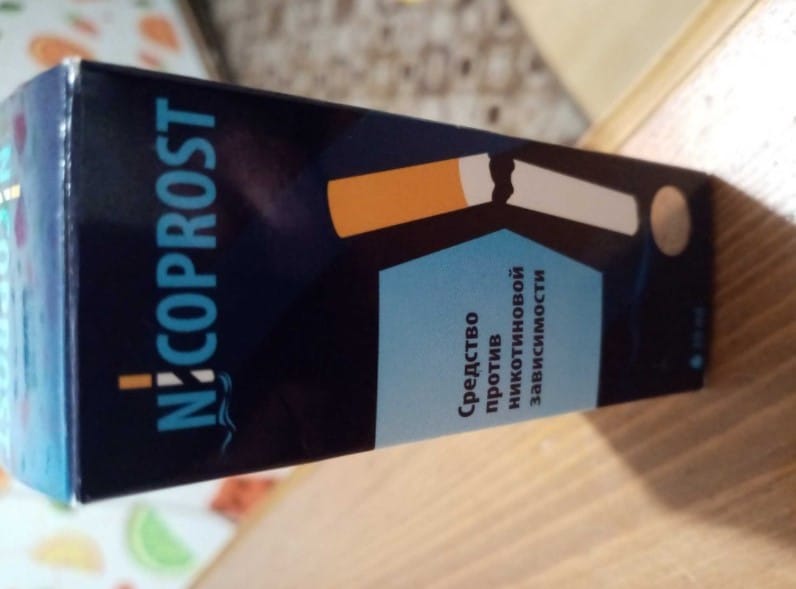 NiCOPROST
Средство
против
никотиновой
зависимости